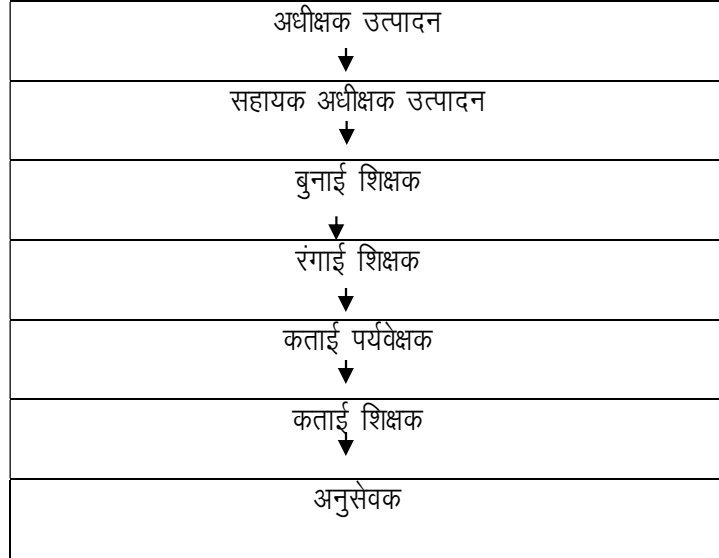 अधीक्षक उत्पादन
सहायक अधीक्षक उत्पादन
बुनाई शिक्षक
रंगाई शिक्षक
कताई पर्यवेक्षक
कताई शिक्षक
अनुसेवक